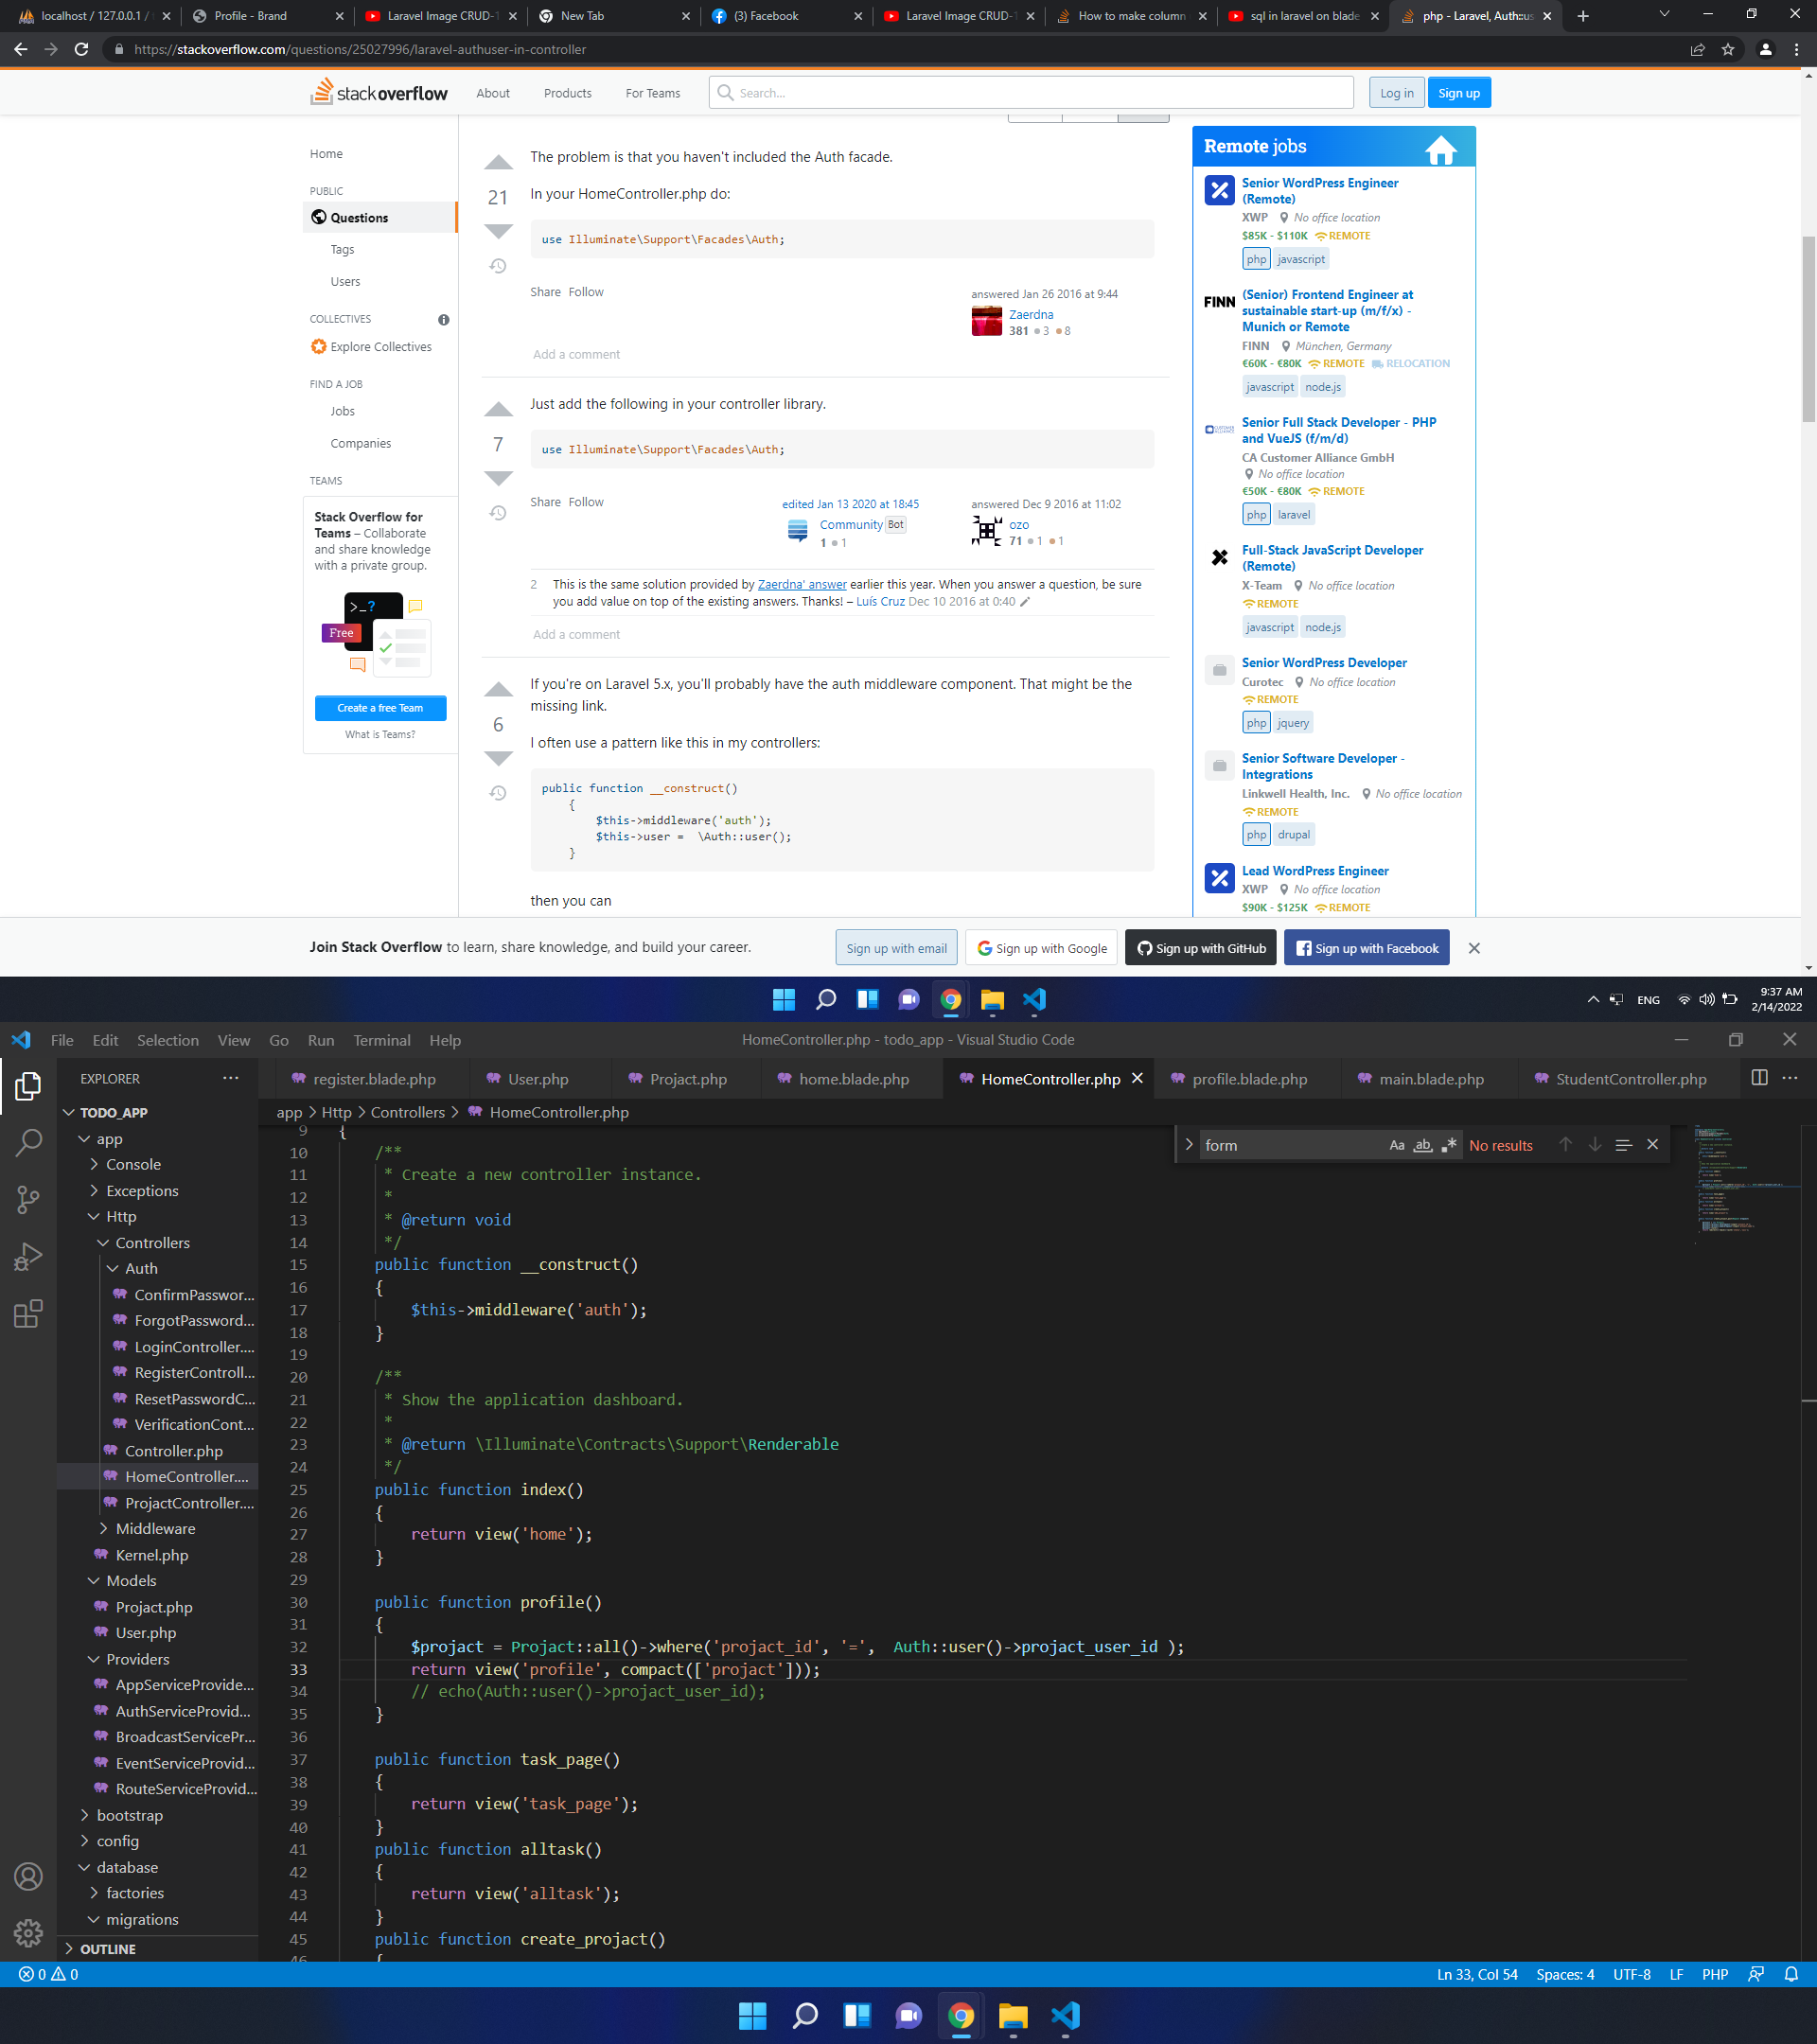 localhost / 127.0.0.1 /
Profile - Brand
Laravel Image CRUD-1
New Tab
(3) Facebook
Laravel Image CRUD-1
How to make column
sql in laravel on blade
php - Laravel, Auth::us
https://stackoverflow.com/questions/25027996/laravel-authuser-in-controller
stackoverflow
About
Products
For Teams
Search...
Log in
Sign up
Home
PUBLIC
Questions
Tags
Users
COLLECTIVES
Explore Collectives
FIND A JOB
Jobs
Companies
TEAMS
Stack Overflow for
Teams – Collaborate
and share knowledge
with a private group.
>_?
Free
Create a free Team
What is Teams?
The problem is that you haven't included the Auth facade.
21
In your HomeController.php do:
use Illuminate\Support\Facades\Auth;
Share Follow
answered Jan 26 2016 at 9:44
Zaerdna
381 3 8
Add a comment
Just add the following in your controller library.
7
use Illuminate\Support\Facades\Auth;
Share Follow
edited Jan 13 2020 at 18:45
Community Bot
1 1
answered Dec 9 2016 at 11:02
ozo
71 1 1
2 This is the same solution provided by Zaerdna' answer earlier this year. When you answer a question, be sure
you add value on top of the existing answers. Thanks! – Luís Cruz Dec 10 2016 at 0:40
Add a comment
If you're on Laravel 5.x, you'll probably have the auth middleware component. That might be the
missing link.
6
I often use a pattern like this in my controllers:
public function __construct()
{
$this->middleware('auth');
$this->user = \Auth::user();
}
then you can
Remote jobs
Senior WordPress Engineer
(Remote)
XWP No office location
$85K - $110K REMOTE
php javascript
FINN
(Senior) Frontend Engineer at
sustainable start-up (m/f/x) -
Munich or Remote
FINN München, Germany
€60K - €80K REMOTE RELOCATION
javascript node.js
Senior Full Stack Developer - PHP
and VueJS (f/m/d)
CA Customer Alliance GmbH
No office location
€50K - €80K REMOTE
php laravel
Full-Stack JavaScript Developer
(Remote)
X-Team No office location
REMOTE
javascript node.js
Senior WordPress Developer
Curotec No office location
REMOTE
php jquery
Senior Software Developer -
Integrations
Linkwell Health, Inc. No office location
REMOTE
php drupal
Lead WordPress Engineer
XWP No office location
$90K - $125K REMOTE
Join Stack Overflow to learn, share knowledge, and build your career.
Sign up with email
Sign up with Google
Sign up with GitHub
Sign up with Facebook
ENG
9:37 AM
2/14/2022
File Edit Selection View Go Run Terminal Help
HomeController.php - todo_app - Visual Studio Code
EXPLORER
register.blade.php
User.php
Projact.php
home.blade.php
HomeController.php
profile.blade.php
main.blade.php
StudentController.php
app > Http > Controllers > HomeController.php
form
Aa ab .*
No results
TODO_APP
app
Console
Exceptions
Http
Controllers
Auth
ConfirmPasswor...
ForgotPassword...
LoginController....
RegisterControll...
ResetPasswordC...
VerificationCont...
Controller.php
HomeController....
ProjactController....
Middleware
Kernel.php
Models
Projact.php
User.php
Providers
AppServiceProvide...
AuthServiceProvid...
BroadcastServicePr...
EventServiceProvid...
RouteServiceProvid...
bootstrap
config
database
factories
migrations
OUTLINE
9 {
10 /**
11 * Create a new controller instance.
12 *
13 * @return void
14 */
15 public function __construct()
16 {
17 $this->middleware('auth');
18 }
19
20 /**
21 * Show the application dashboard.
22 *
23 * @return \Illuminate\Contracts\Support\Renderable
24 */
25 public function index()
26 {
27 return view('home');
28 }
29
30 public function profile()
31 {
32 $projact = Projact::all()->where('projact_id', '=', Auth::user()->projact_user_id );
33 return view('profile', compact(['projact']));
34 // echo(Auth::user()->projact_user_id);
35 }
36
37 public function task_page()
38 {
39 return view('task_page');
40 }
41 public function alltask()
42 {
43 return view('alltask');
44 }
45 public function create_projact()
46 {
0 0
Ln 33, Col 54
Spaces: 4
UTF-8
LF
PHP